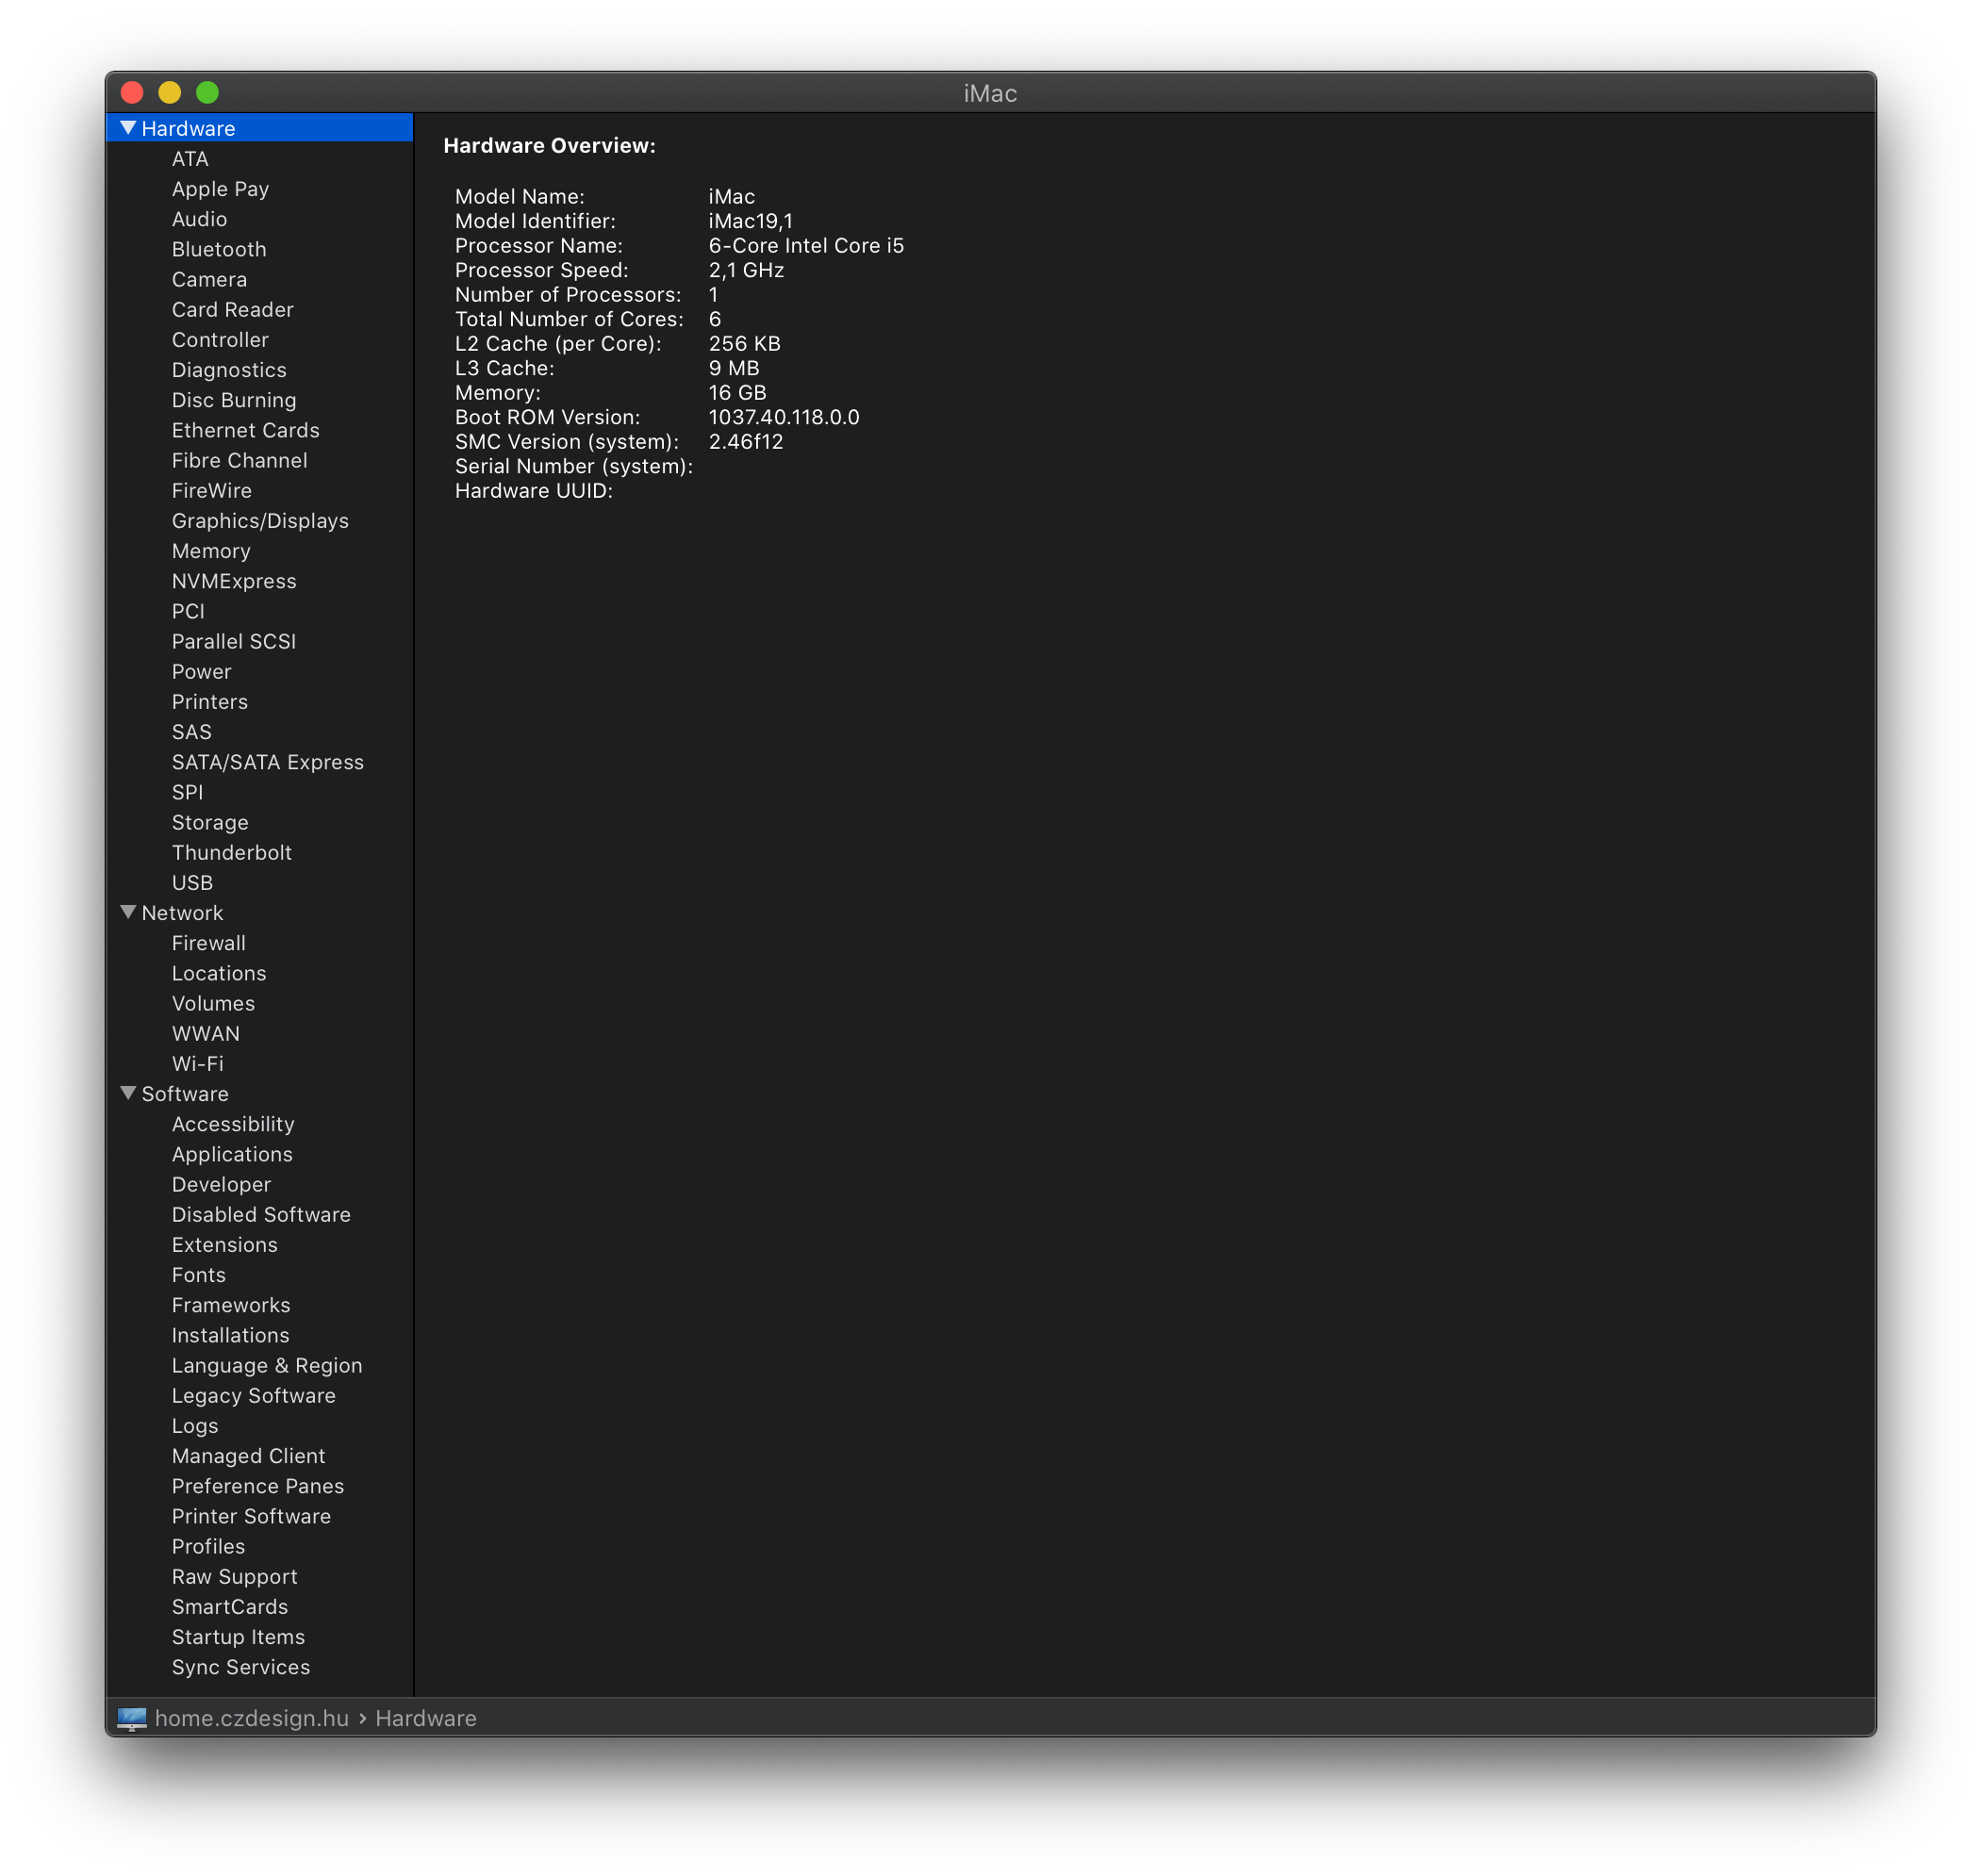 iMac
Hardware
ATA
Apple Pay
Audio
Bluetooth
Camera
Card Reader
Controller
Diagnostics
Disc Burning
Ethernet Cards
Fibre Channel
FireWire
Graphics/Displays
Memory
NVMExpress
PCI
Parallel SCSI
Power
Printers
SAS
SATA/SATA Express
SPI
Storage
Thunderbolt
USB
Network
Firewall
Locations
Volumes
WWAN
Wi-Fi
Software
Accessibility
Applications
Developer
Disabled Software
Extensions
Fonts
Frameworks
Installations
Language & Region
Legacy Software
Logs
Managed Client
Preference Panes
Printer Software
Profiles
Raw Support
SmartCards
Startup Items
Sync Services
Hardware Overview:
Model Name: iMac
Model Identifier: iMac19,1
Processor Name: 6-Core Intel Core i5
Processor Speed: 2,1 GHz
Number of Processors: 1
Total Number of Cores: 6
L2 Cache (per Core): 256 KB
L3 Cache: 9 MB
Memory: 16 GB
Boot ROM Version: 1037.40.118.0.0
SMC Version (system): 2.46f12
Serial Number (system):
Hardware UUID:
home.czdesign.hu › Hardware